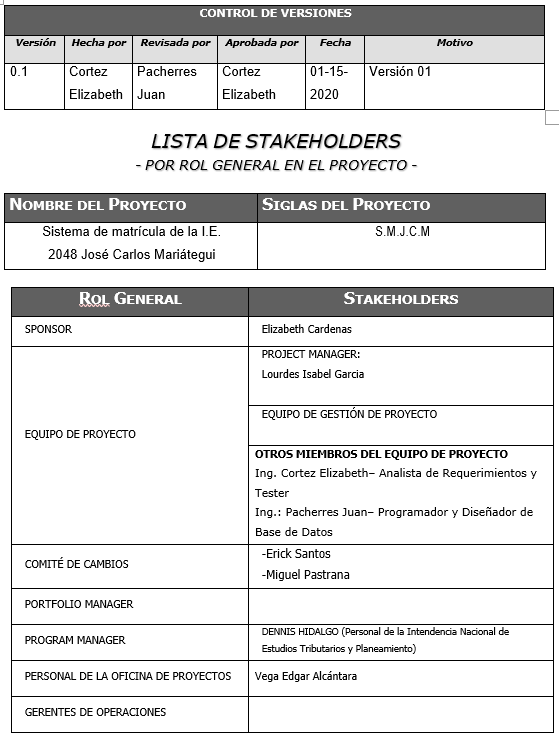 CONTROL DE VERSIONES
Versión Hecha por Revisada por Aprobada por Fecha Motivo
0.1 Cortez Pacherres Cortez 01-15- Versión 01
Elizabeth Juan Elizabeth 2020
LISTA DE STAKEHOLDERS
- POR ROL GENERAL EN EL PROYECTO -
NOMBRE DEL PROYECTO SIGLAS DEL PROYECTO
Sistema de matrícula de la I.E. S.M.J.C.M
2048 José Carlos Mariátegui
ROL GENERAL STAKEHOLDERS
SPONSOR Elizabeth Cardenas
EQUIPO DE PROYECTO
PROJECT MANAGER:
Lourdes Isabel Garcia
EQUIPO DE GESTIÓN DE PROYECTO
OTROS MIEMBROS DEL EQUIPO DE PROYECTO
Ing. Cortez Elizabeth– Analista de Requerimientos y
Tester
Ing.: Pacherres Juan– Programador y Diseñador de
Base de Datos
COMITÉ DE CAMBIOS
-Erick Santos
-Miguel Pastrana
PORTFOLIO MANAGER
PROGRAM MANAGER
DENNIS HIDALGO (Personal de la Intendencia Nacional de
Estudios Tributarios y Planeamiento)
PERSONAL DE LA OFICINA DE PROYECTOS Vega Edgar Alcántara
GERENTES DE OPERACIONES